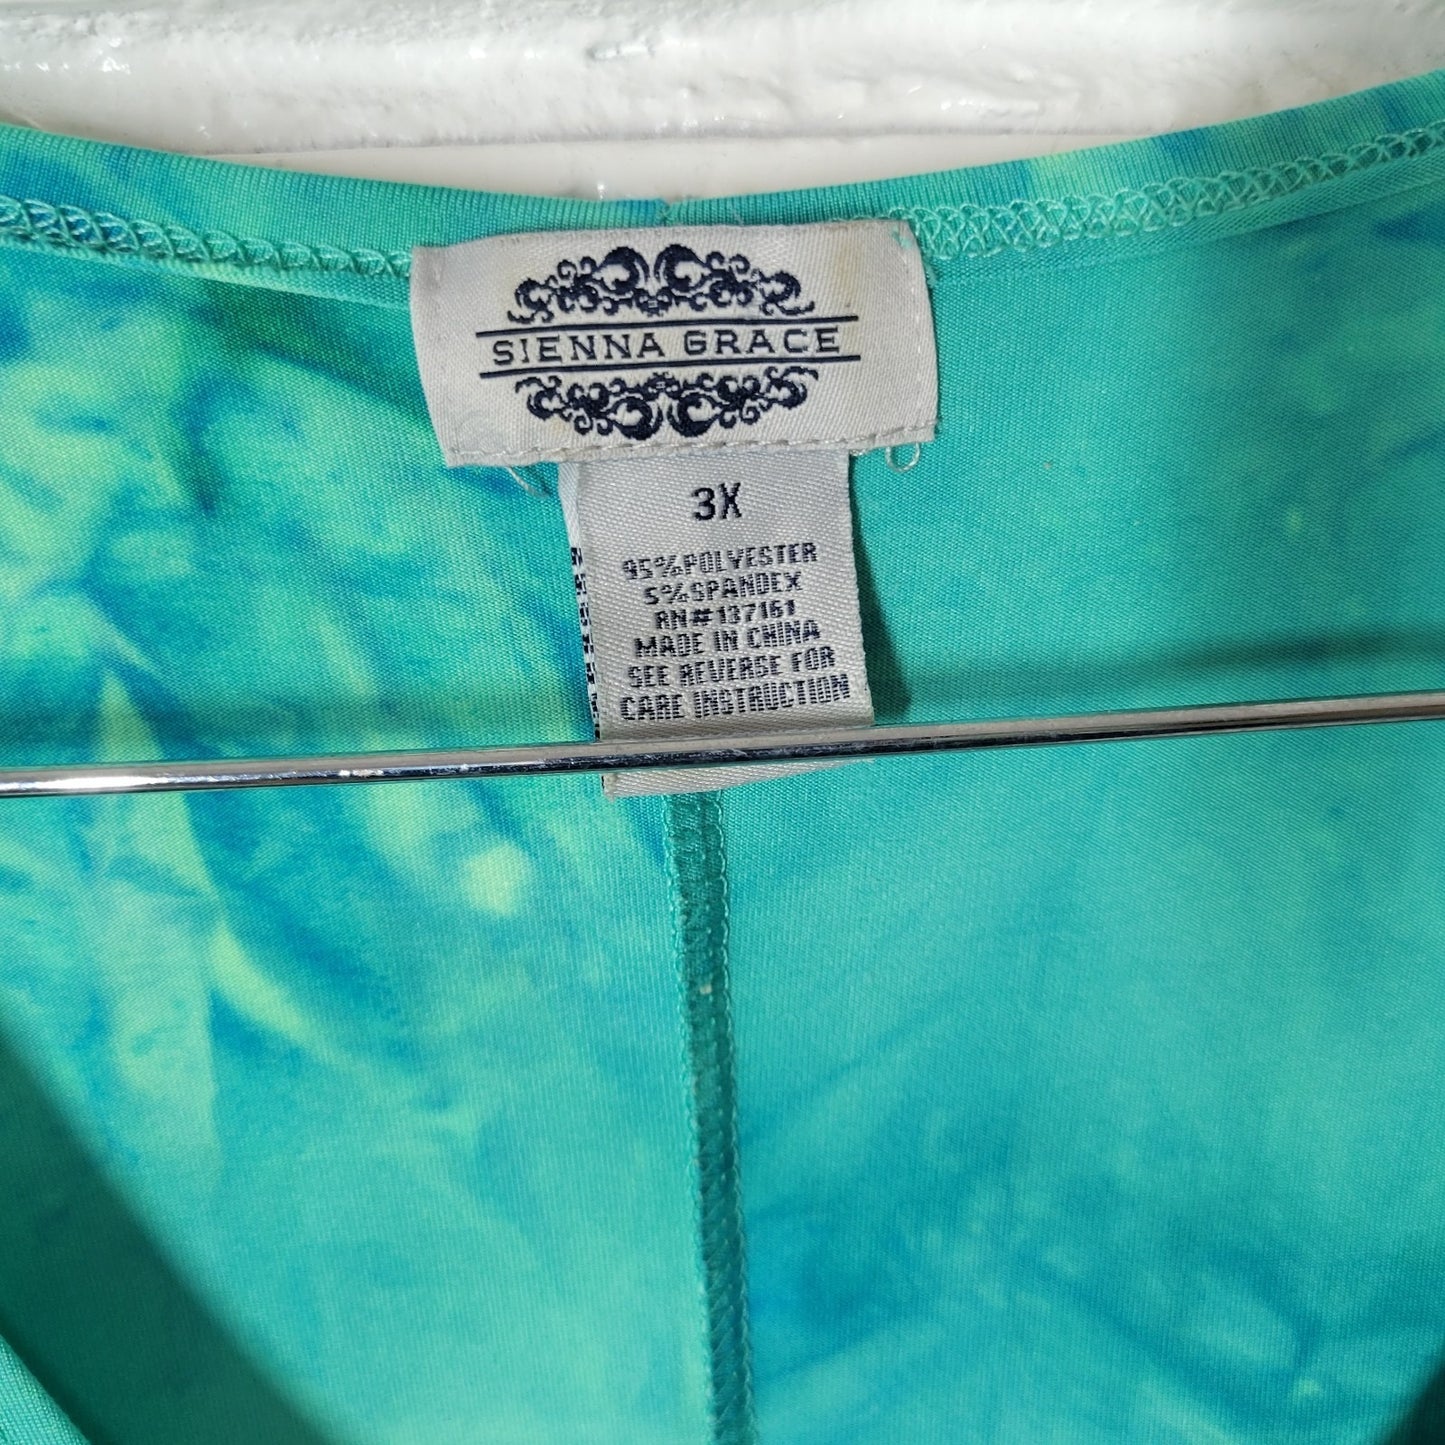 SIENNA GRACE
3X
95%POLYESTER
5%SPANDEX
RN#137161
MADE IN CHINA
SEE REVERSE FOR
CARE INSTRUCTION